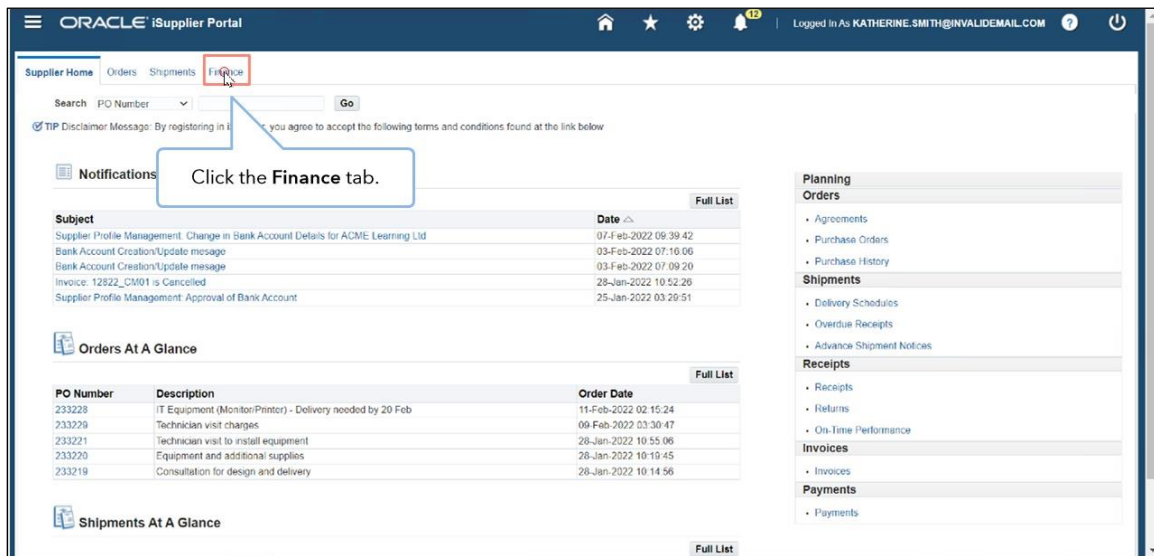 ORACLE iSupplier Portal
12
Logged In As KATHERINE.SMITH@INVALIDEMAIL.COM ?
Supplier Home Orders Shipments Finance
Search PO Number Go
TIP Disclaimer Message: By registering in you agree to accept the following terms and conditions found at the link below
Click the Finance tab.
Notifications
Full List
Subject Date
Supplier Profile Management: Change in Bank Account Details for ACME Learning Ltd 07-Feb-2022 09:39:42
Bank Account Creation/Update mesage 03-Feb-2022 07:16:06
Bank Account Creation/Update mesage 03-Feb-2022 07:09:20
Invoice: 12822_CM01 is Cancelled 28-Jan-2022 10:52:26
Supplier Profile Management: Approval of Bank Account 25-Jan-2022 03:29:51
Orders At A Glance
Full List
PO Number Description Order Date
233228 IT Equipment (Monitor/Printer) - Delivery needed by 20 Feb 11-Feb-2022 02:15:24
233229 Technician visit charges 09-Feb-2022 03:30:47
233221 Technician visit to install equipment 28-Jan-2022 10:55:06
233220 Equipment and additional supplies 28-Jan-2022 10:19:45
233219 Consultation for design and delivery 28-Jan-2022 10:14:56
Shipments At A Glance
Full List
Planning
Orders
• Agreements
• Purchase Orders
• Purchase History
Shipments
• Delivery Schedules
• Overdue Receipts
• Advance Shipment Notices
Receipts
• Receipts
• Returns
• On-Time Performance
Invoices
• Invoices
Payments
• Payments